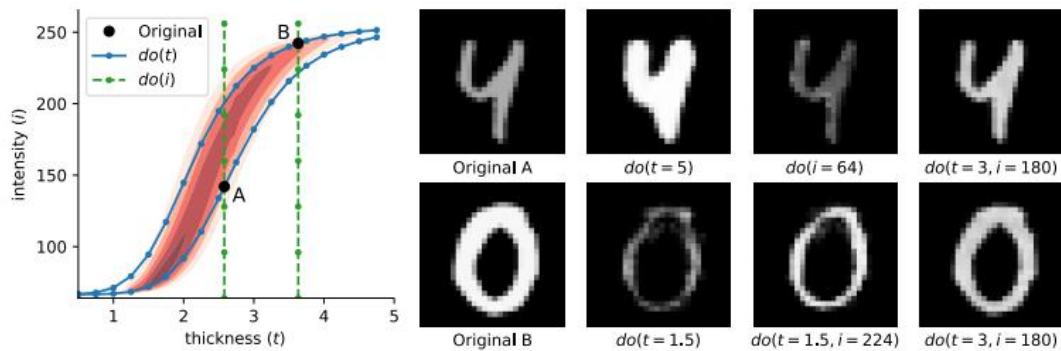 250
200
150
100
intensity (i)
Original
do(t)
do(i)
B
A
1 2 3 4 5
thickness (t)
Original A
do(t = 5)
do(i = 64)
do(t = 3, i = 180)
Original B
do(t = 1.5)
do(t = 1.5, i = 224)
do(t = 3, i = 180)